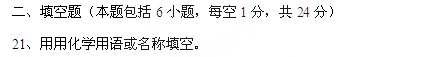 二、填空题（本题包括 6 小题，每空 1 分，共 24 分）
21、用用化学用语或名称填空。